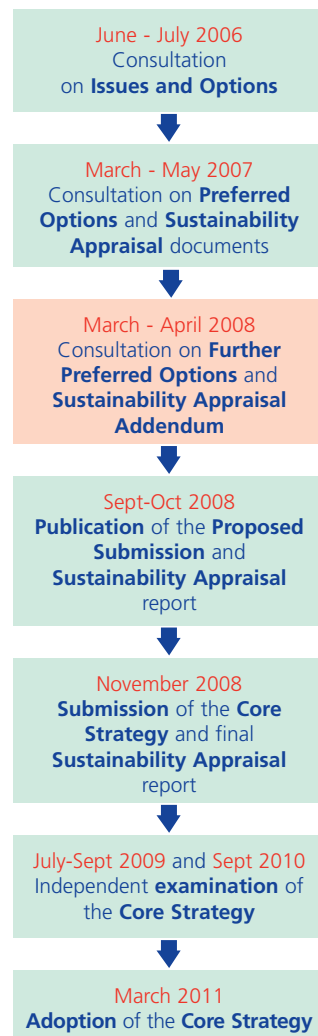 June - July 2006
Consultation
on Issues and Options
March - May 2007
Consultation on Preferred
Options and Sustainability
Appraisal documents
March - April 2008
Consultation on Further
Preferred Options and
Sustainability Appraisal
Addendum
Sept-Oct 2008
Publication of the Proposed
Submission and
Sustainability Appraisal
report
November 2008
Submission of the Core
Strategy and final
Sustainability Appraisal
report
July-Sept 2009 and Sept 2010
Independent examination of
the Core Strategy
March 2011
Adoption of the Core Strategy